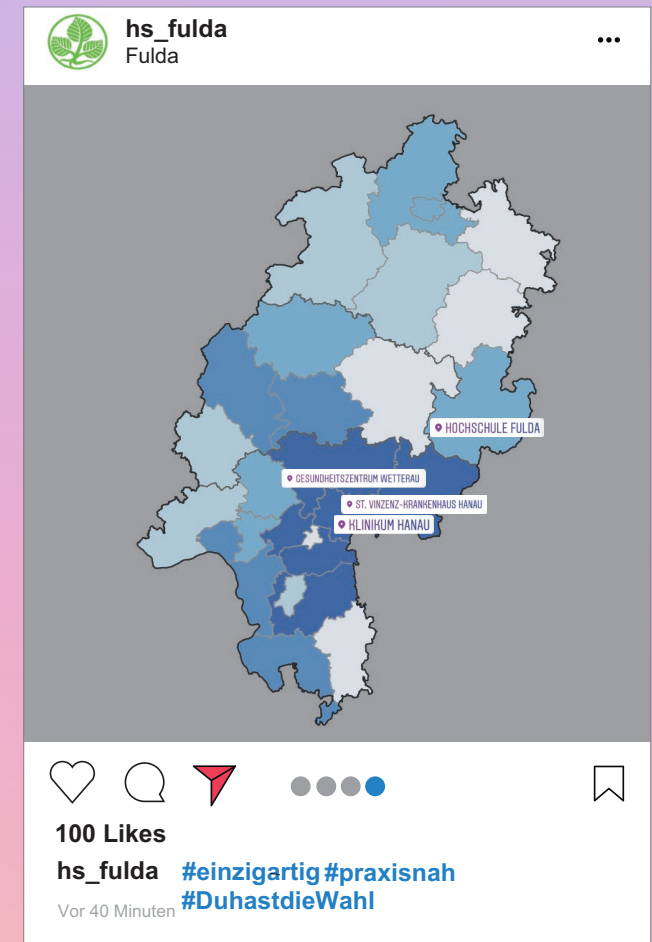 hs_fulda
Fulda
HOCHSCHULE FULDA
GESUNDHEITSZENTRUM WETTERAU
ST. VINZENZ-KRANKENHAUS HANAU
KLINIKUM HANAU
100 Likes
hs_fulda #einzigartig #praxisnah
#DuhastdieWahl
Vor 40 Minuten